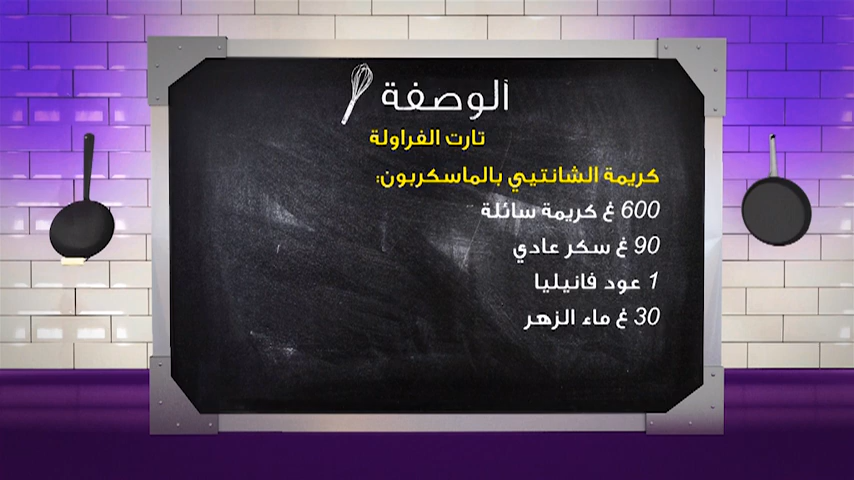 الوصفة
تارت الفراولة
كريمة الشانتيي بالماسكربون:
600 غ كريمة سائلة
90 غ سكر عادي
1 عود فانيليا
30 غ ماء الزهر